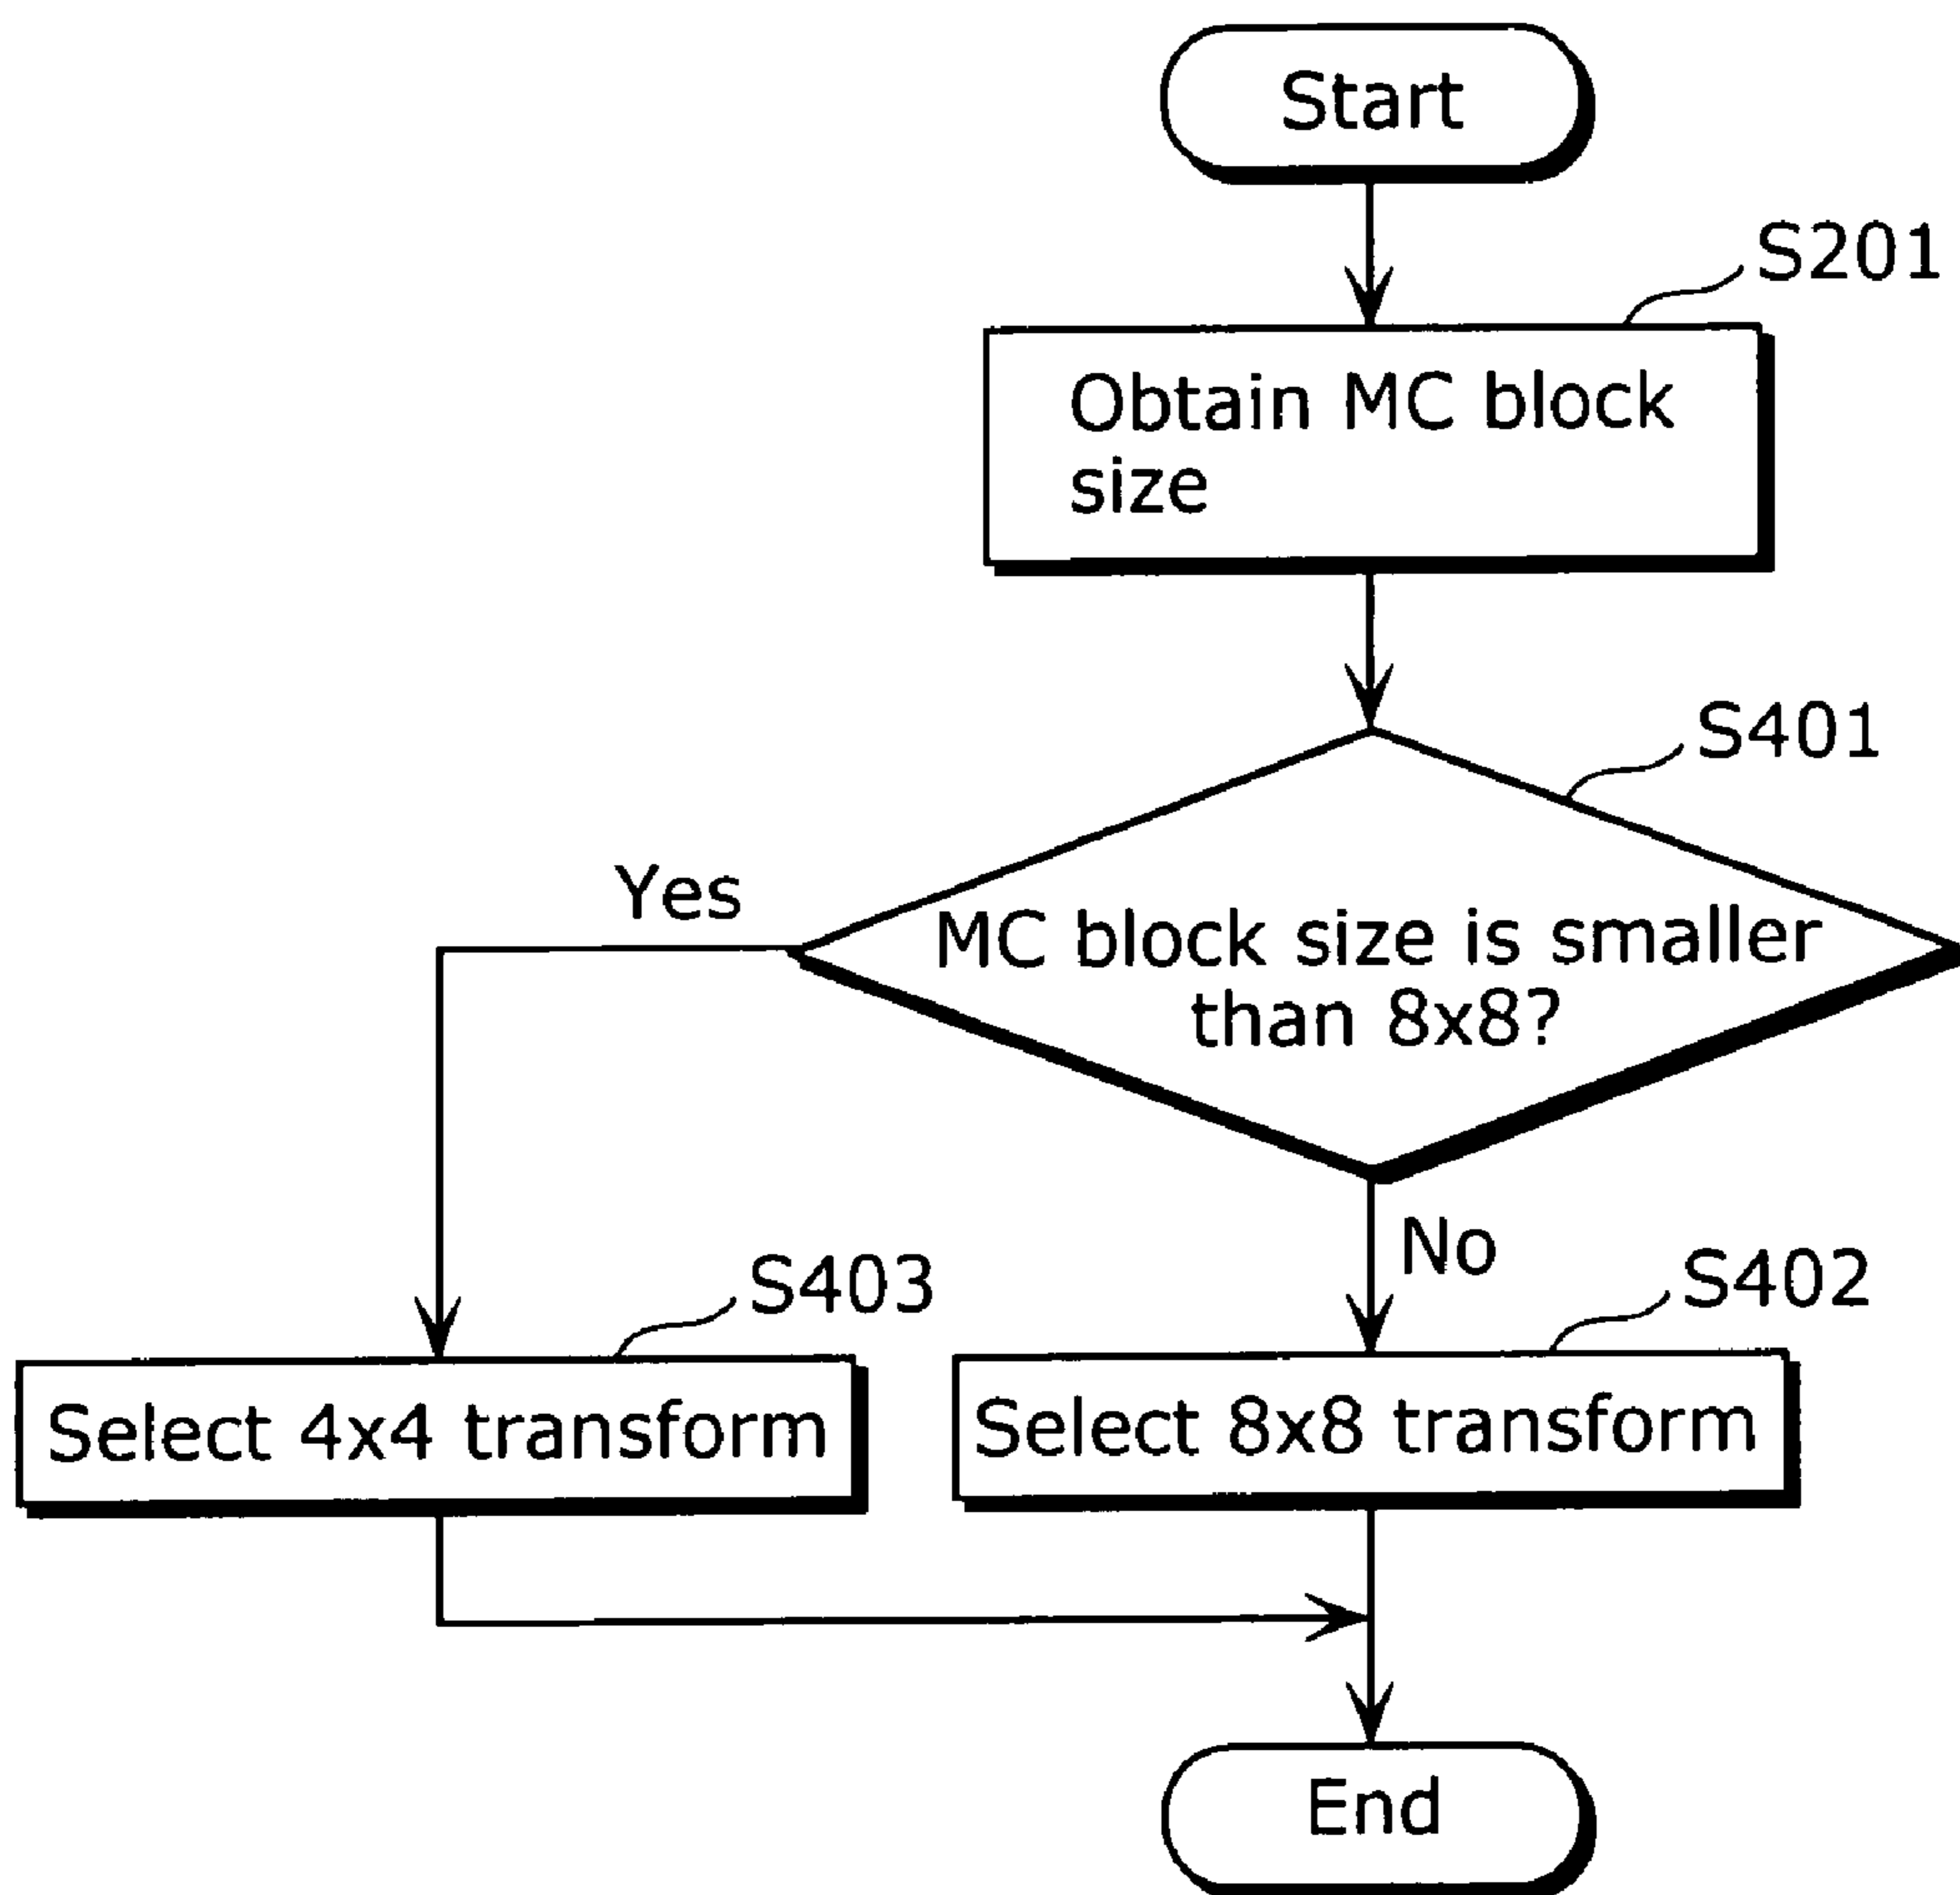 Start
S201
Obtain MC block
size
S401
Yes
MC block size is smaller
than 8x8?
No
S403
S402
Select 4x4 transform
Select 8x8 transform
End